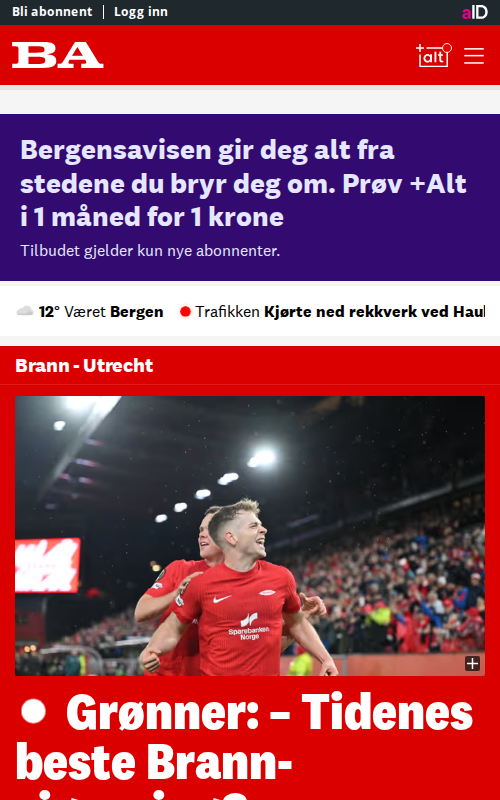 Bli abonnent | Logg inn
aID
BA
+alt
Bergensavisen gir deg alt fra
stedene du bryr deg om. Prøv +Alt
i 1 måned for 1 krone
Tilbudet gjelder kun nye abonnenter.
12° Været Bergen Trafikken Kjørte ned rekkverk ved
Brann - Utrecht
Sparebanken
Norge
Grønner: – Tidenes
beste Brann-